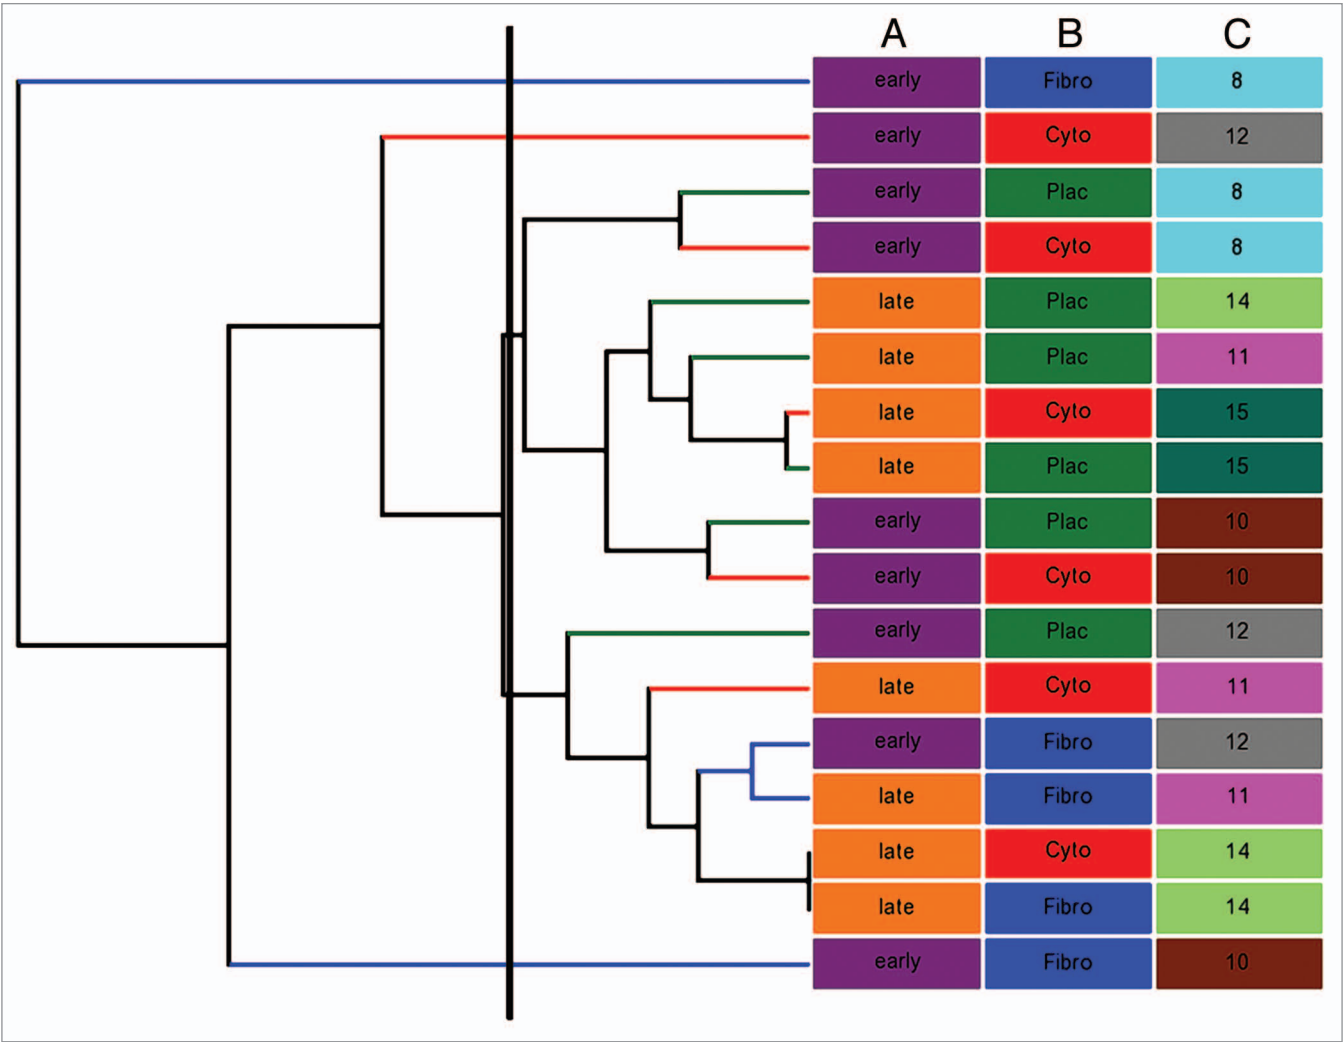 A B C
early Fibro 8
early Cyto 12
early Plac 8
early Cyto 8
late Plac 14
late Plac 11
late Cyto 15
late Plac 15
early Plac 10
early Cyto 10
early Plac 12
late Cyto 11
early Fibro 12
late Fibro 11
late Cyto 14
late Fibro 14
early Fibro 10